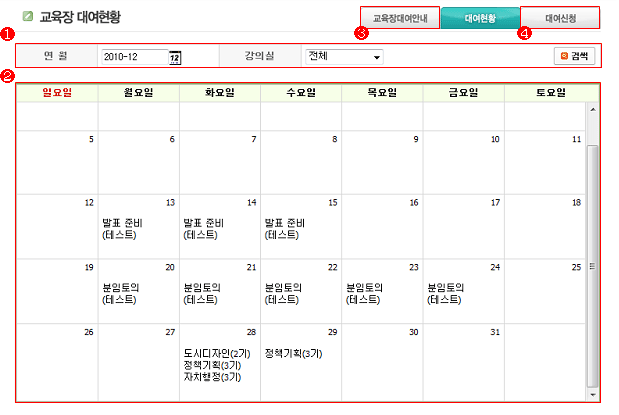 교육장 대여현황
교육장대여안내 대여현황 대여신청
1 3 4
연 월 2010-12 12 강의실 전체 검색
2
일요일 월요일 화요일 수요일 목요일 금요일 토요일
5 6 7 8 9 10 11
12 13 14 15 16 17 18
발표 준비 발표 준비 발표 준비
(테스트) (테스트) (테스트)
19 20 21 22 23 24 25
분임토의 분임토의 분임토의 분임토의 분임토의
(테스트) (테스트) (테스트) (테스트) (테스트)
26 27 28 29 30 31
도시디자인(2기) 정책기획(3기)
정책기획(3기)
자치행정(3기)